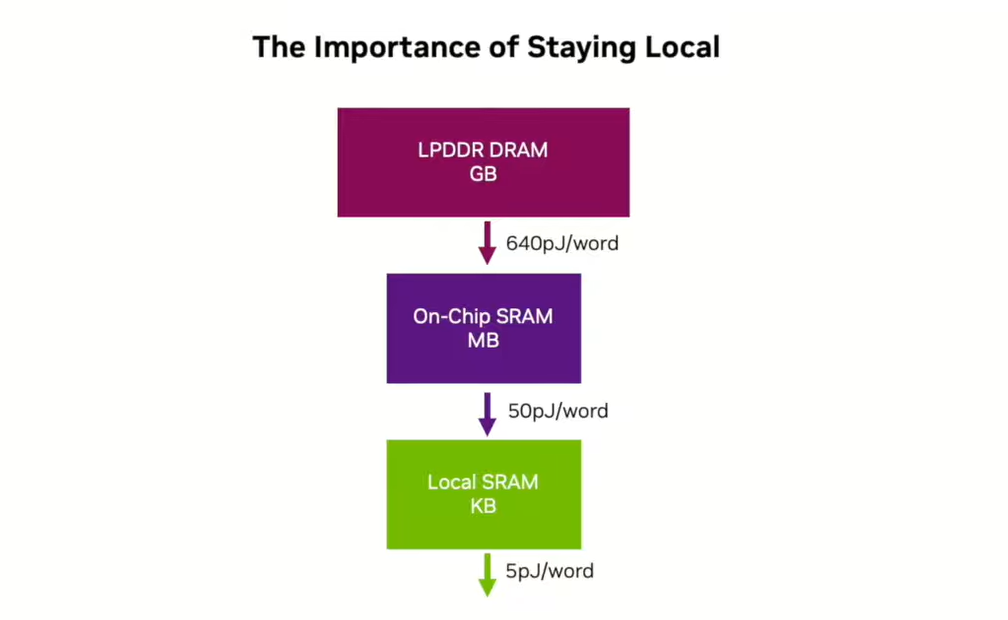 The Importance of Staying Local
LPDDR DRAM
GB
640pJ/word
On-Chip SRAM
MB
50pJ/word
Local SRAM
KB
5pJ/word